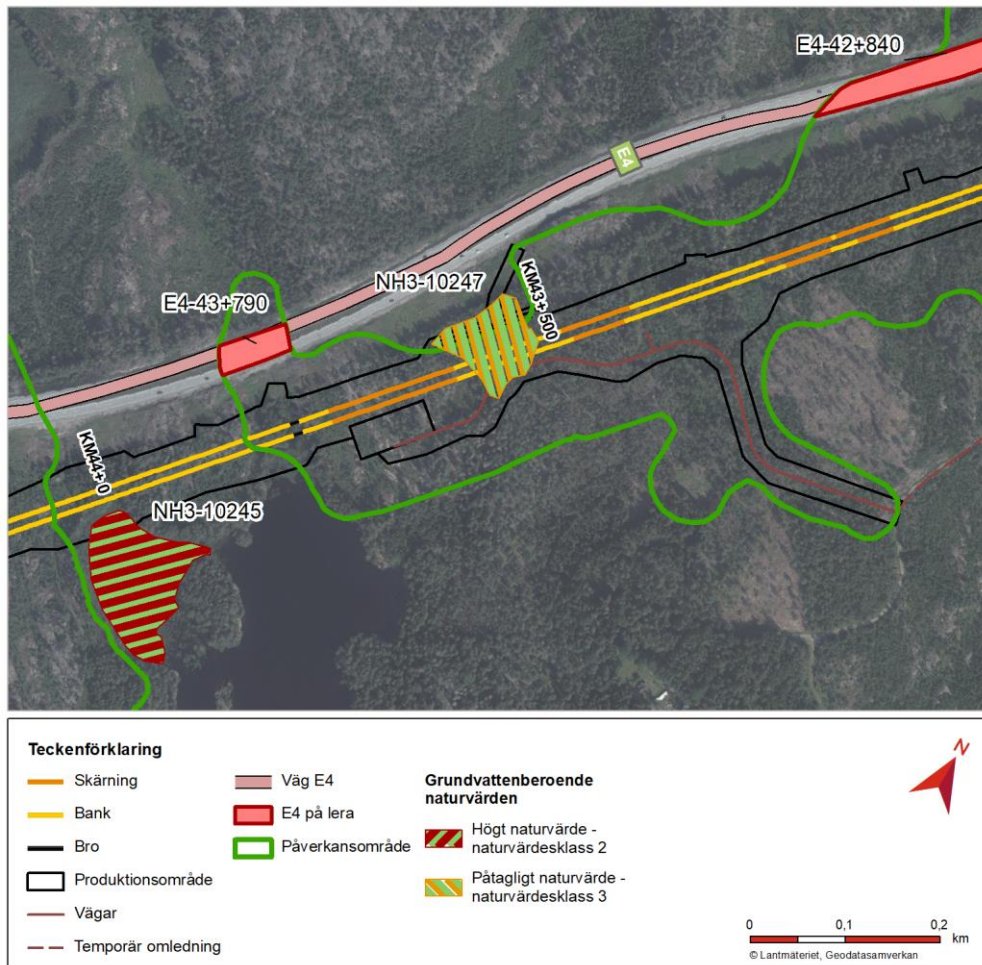 E4-42+840
E4
NH3-10247
KM43+500
E4-43+790
KM44+0
NH3-10245
Teckenförklaring
Skärning
Bank
Bro
Produktionsområde
Vägar
Temporär omledning
Väg E4
E4 på lera
Påverkansområde
Grundvattenberoende
naturvärden
Högt naturvärde -
naturvärdesklass 2
Påtagligt naturvärde -
naturvärdesklass 3
N
0 0,1 0,2
km
© Lantmäteriet, Geodatasamverkan